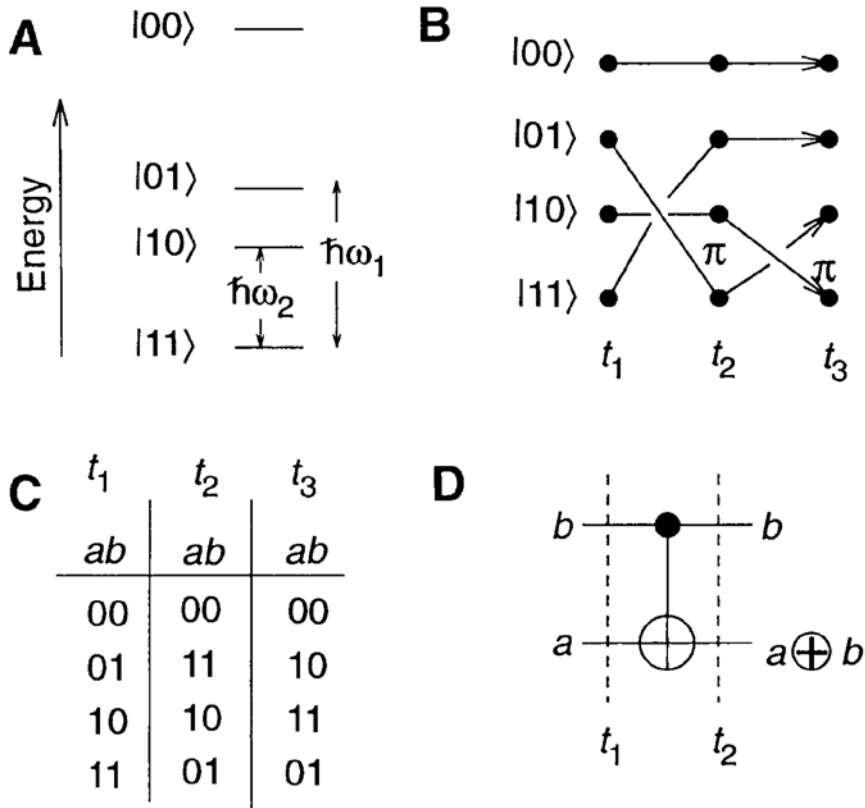 A
|00⟩
|01⟩
|10⟩
|11⟩
Energy
ħω₁
ħω₂
B
|00⟩
|01⟩
|10⟩
|11⟩
π
π
t₁ t₂ t₃
C
t₁ t₂ t₃
ab ab ab
00 00 00
01 11 10
10 10 11
11 01 01
D
b b
a a ⊕ b
t₁ t₂